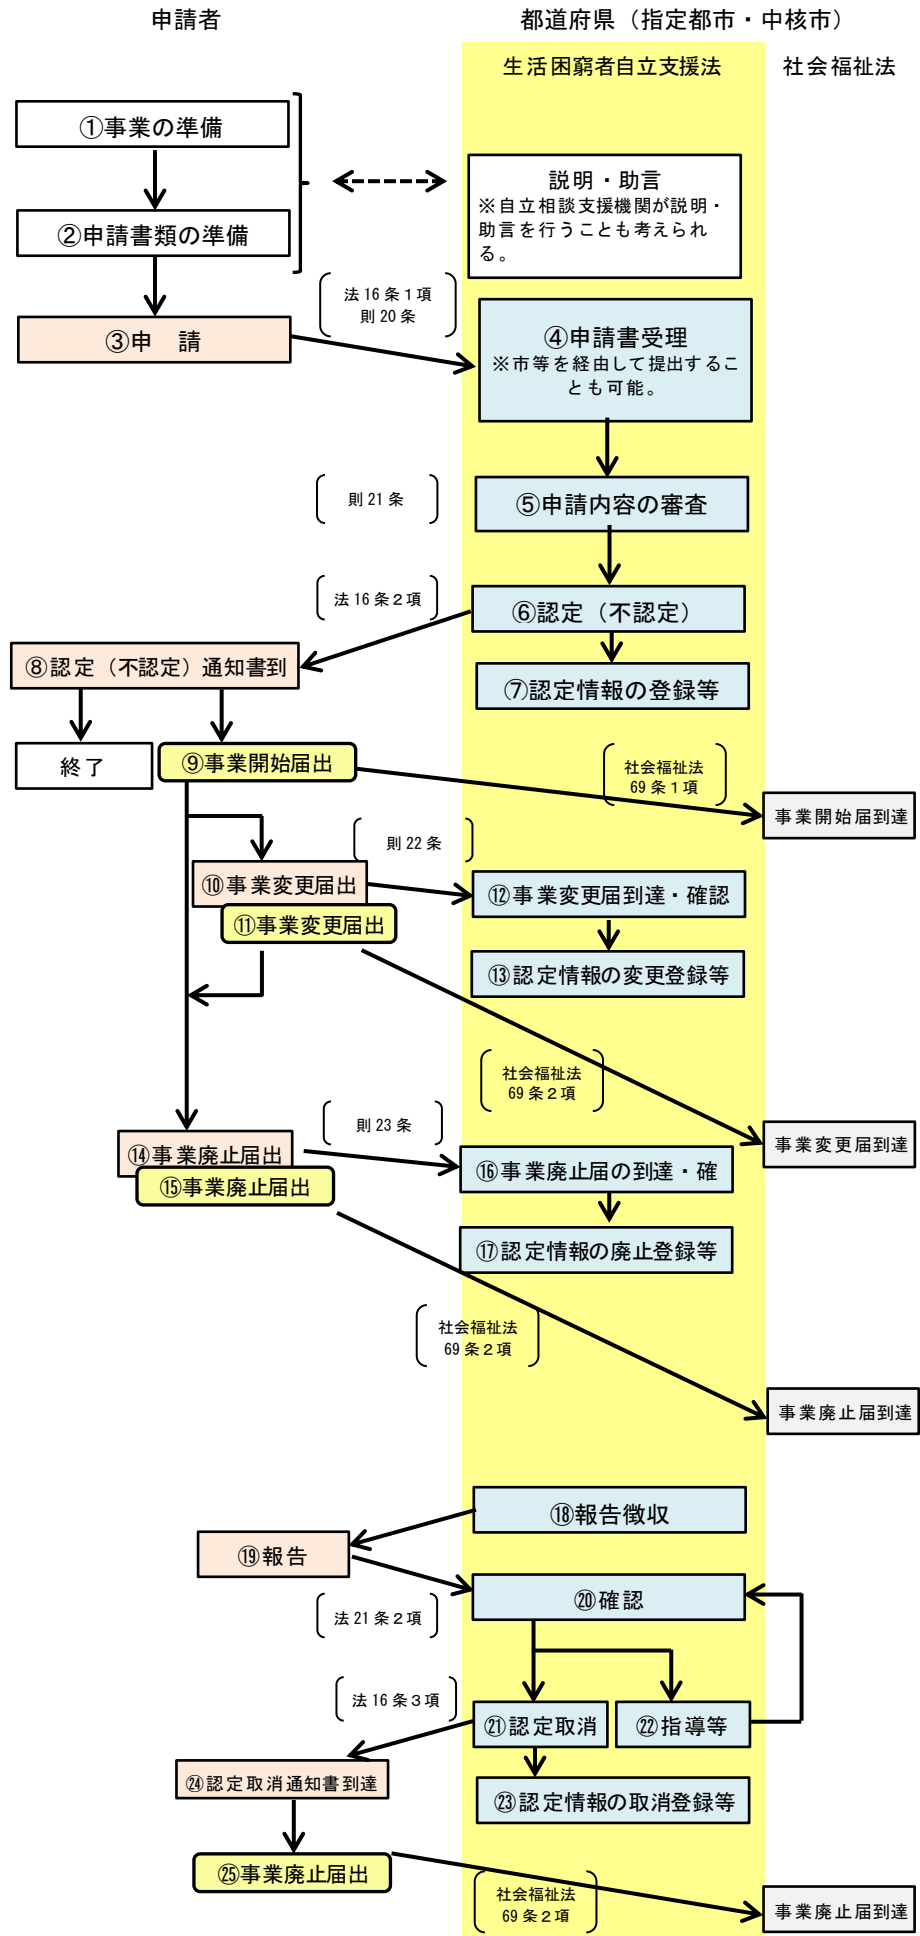 申請者
都道府県（指定都市・中核市）
生活困窮者自立支援法
社会福祉法
①事業の準備
説明・助言
※自立相談支援機関が説明・
助言を行うことも考えられ
る。
②申請書類の準備
法16条１項
則20条
③申　請
④申請書受理
※市等を経由して提出するこ
とも可能。
則21条
⑤申請内容の審査
法16条２項
⑥認定（不認定）
⑧認定（不認定）通知書到
⑦認定情報の登録等
終了
⑨事業開始届出
社会福祉法
69条１項
事業開始届到達
則22条
⑩事業変更届出
⑫事業変更届到達・確認
⑪事業変更届出
⑬認定情報の変更登録等
社会福祉法
69条２項
事業変更届到達
則23条
⑭事業廃止届出
⑯事業廃止届の到達・確
⑮事業廃止届出
⑰認定情報の廃止登録等
社会福祉法
69条２項
事業廃止届到達
⑱報告徴収
⑲報告
⑳確認
法21条２項
法16条３項
㉑認定取消
㉒指導等
㉔認定取消通知書到達
㉓認定情報の取消登録等
㉕事業廃止届出
社会福祉法
69条２項
事業廃止届到達